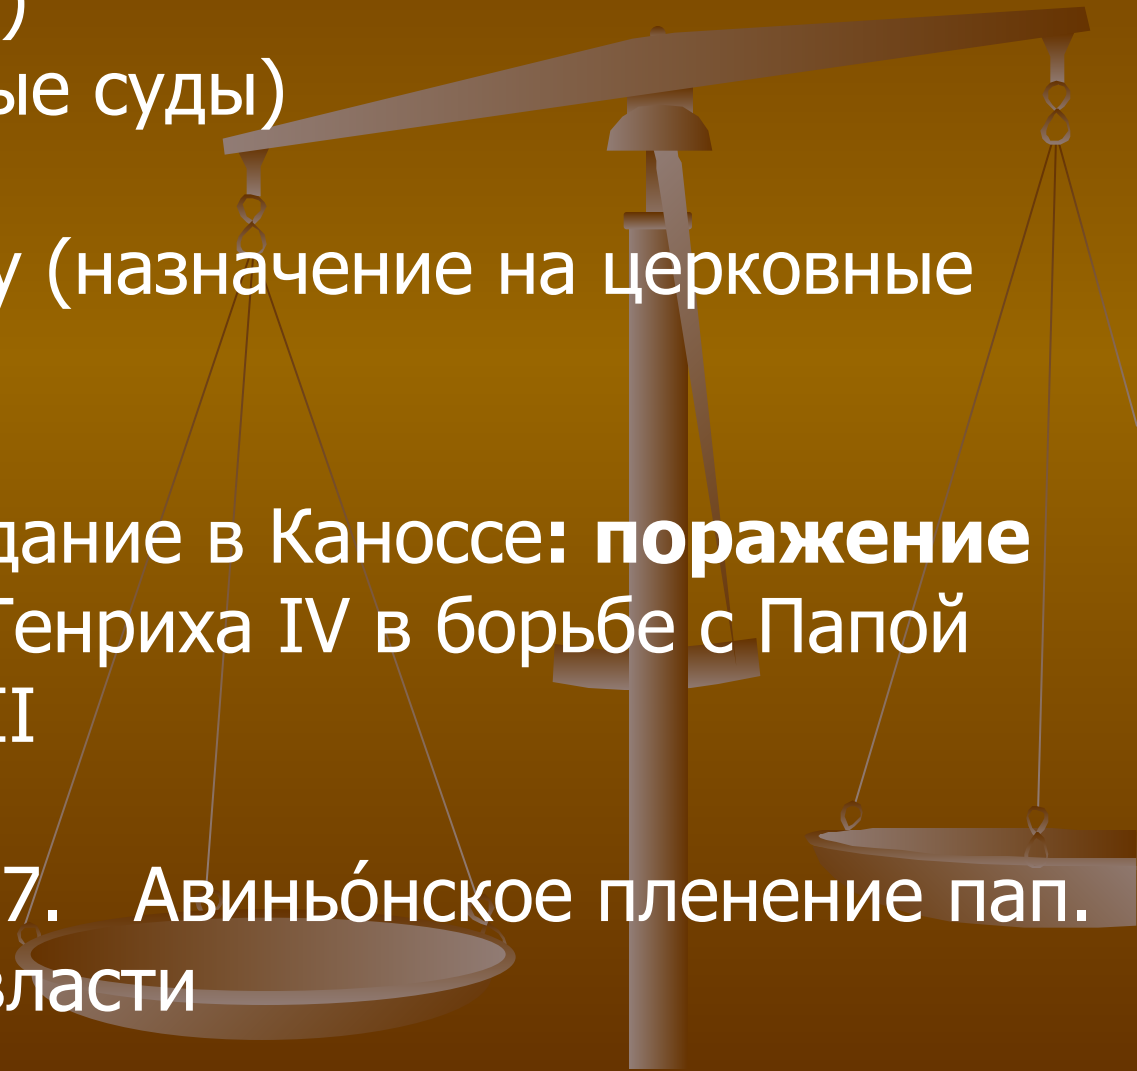 )
ые суды)
у (назначение на церковные
дание в Каноссе: поражение
Генриха IV в борьбе с Папой
II
7. Авиньо́нское пленение пап.
власти